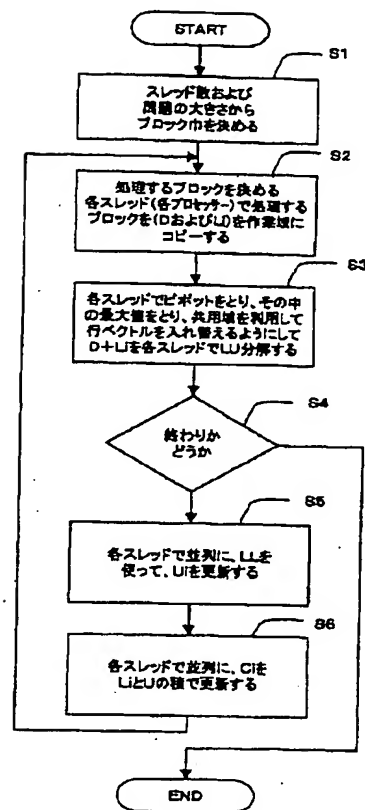 START
S1
スレッド数および
問題の大きさから
ブロック巾を決める
S2
処理するブロックを決める
各スレッド(各プロセッサー)で処理する
ブロックを(DおよびLi)を作業域に
コピーする
S3
各スレッドでピボットをとり、その中
の最大値をとり、共用域を利用して
行ベクトルを入れ替えるようにして
D+Liを各スレッドでLU分解する
S4
終わりか
どうか
S5
各スレッドで並列に、LLを
使って、Uiを更新する
S6
各スレッドで並列に、Ciを
LiとUの積で更新する
END